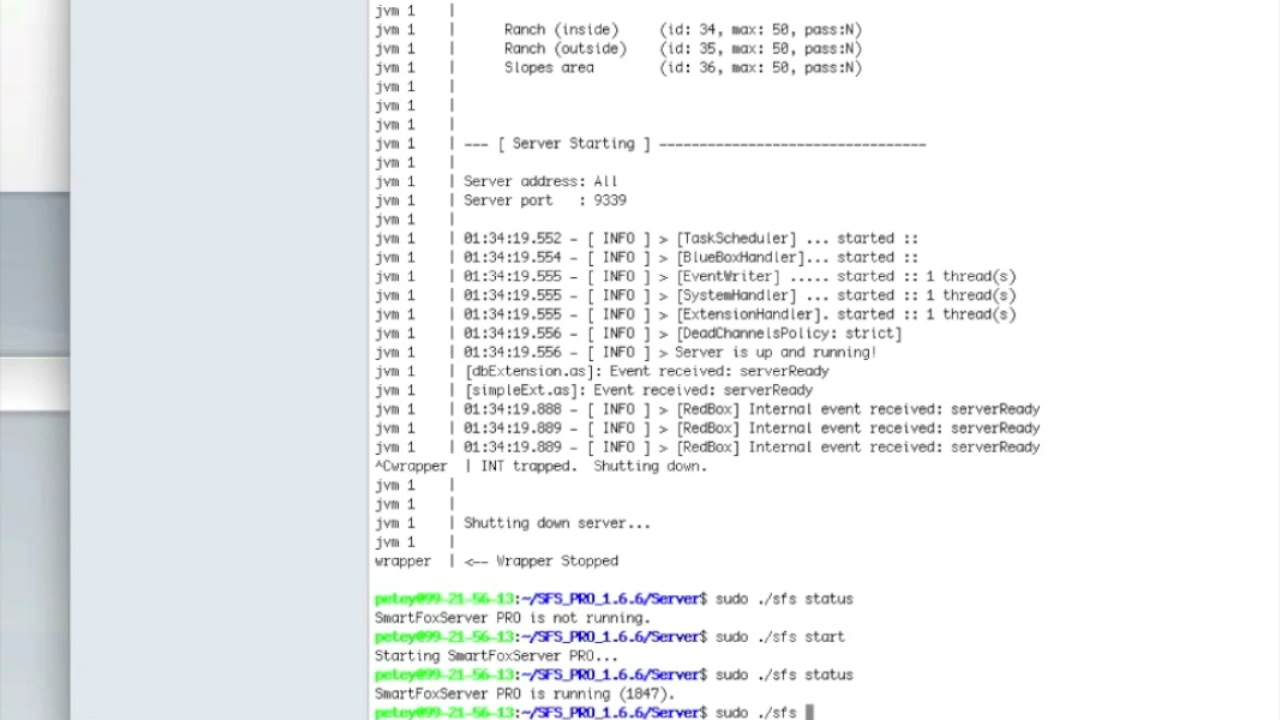 jvm 1    |
jvm 1    |      Ranch (inside)     (id: 34, max: 50, pass:N)
jvm 1    |      Ranch (outside)    (id: 35, max: 50, pass:N)
jvm 1    |      Slopes area        (id: 36, max: 50, pass:N)
jvm 1    |
jvm 1    |
jvm 1    |
jvm 1    | --- [ Server Starting ] ---------------------------------
jvm 1    |
jvm 1    | Server address: All
jvm 1    | Server port   : 9339
jvm 1    |
jvm 1    | 01:34:19.552 - [ INFO ] > [TaskScheduler] ... started ::
jvm 1    | 01:34:19.554 - [ INFO ] > [BlueBoxHandler]... started ::
jvm 1    | 01:34:19.555 - [ INFO ] > [EventWriter] ..... started :: 1 thread(s)
jvm 1    | 01:34:19.555 - [ INFO ] > [SystemHandler] ... started :: 1 thread(s)
jvm 1    | 01:34:19.555 - [ INFO ] > [ExtensionHandler]. started :: 1 thread(s)
jvm 1    | 01:34:19.556 - [ INFO ] > [DeadChannelsPolicy: strict]
jvm 1    | 01:34:19.556 - [ INFO ] > Server is up and running!
jvm 1    | [dbExtension.as]: Event received: serverReady
jvm 1    | [simpleExt.as]: Event received: serverReady
jvm 1    | 01:34:19.888 - [ INFO ] > [RedBox] Internal event received: serverReady
jvm 1    | 01:34:19.889 - [ INFO ] > [RedBox] Internal event received: serverReady
jvm 1    | 01:34:19.889 - [ INFO ] > [RedBox] Internal event received: serverReady
^Cwrapper  | INT trapped.  Shutting down.
jvm 1    |
jvm 1    |
jvm 1    | Shutting down server...
jvm 1    |
wrapper  | <-- Wrapper Stopped
petey@99-21-56-13:~/SFS_PRO_1.6.6/Server$ sudo ./sfs status
SmartFoxServer PRO is not running.
petey@99-21-56-13:~/SFS_PRO_1.6.6/Server$ sudo ./sfs start
Starting SmartFoxServer PRO...
petey@99-21-56-13:~/SFS_PRO_1.6.6/Server$ sudo ./sfs status
SmartFoxServer PRO is running (1847).
petey@99-21-56-13:~/SFS_PRO_1.6.6/Server$ sudo ./sfs